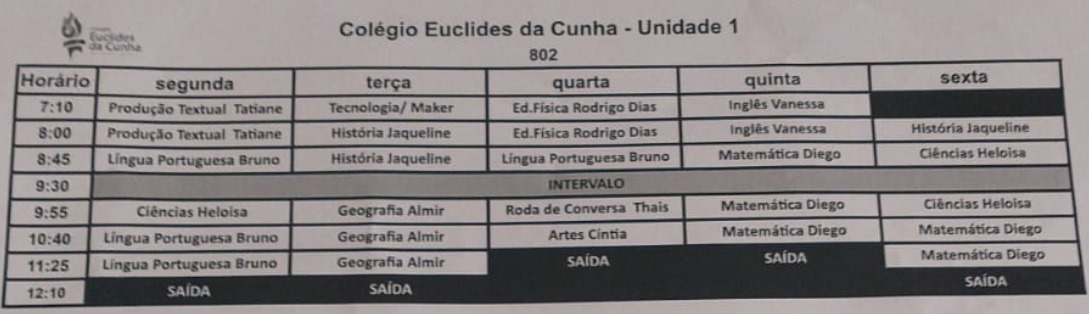 Colégio
Euclides
da Cunha
Colégio Euclides da Cunha - Unidade 1
802
Horário segunda terça quarta quinta sexta
7:10 Produção Textual Tatiane Tecnologia/ Maker Ed.Física Rodrigo Dias Inglês Vanessa
8:00 Produção Textual Tatiane História Jaqueline Ed.Física Rodrigo Dias Inglês Vanessa História Jaqueline
8:45 Língua Portuguesa Bruno História Jaqueline Língua Portuguesa Bruno Matemática Diego Ciências Heloisa
9:30 INTERVALO
9:55 Ciências Heloisa Geografia Almir Roda de Conversa Thais Matemática Diego Ciências Heloisa
10:40 Língua Portuguesa Bruno Geografia Almir Artes Cíntia Matemática Diego Matemática Diego
11:25 Língua Portuguesa Bruno Geografia Almir SAÍDA SAÍDA Matemática Diego
12:10 SAÍDA SAÍDA SAÍDA